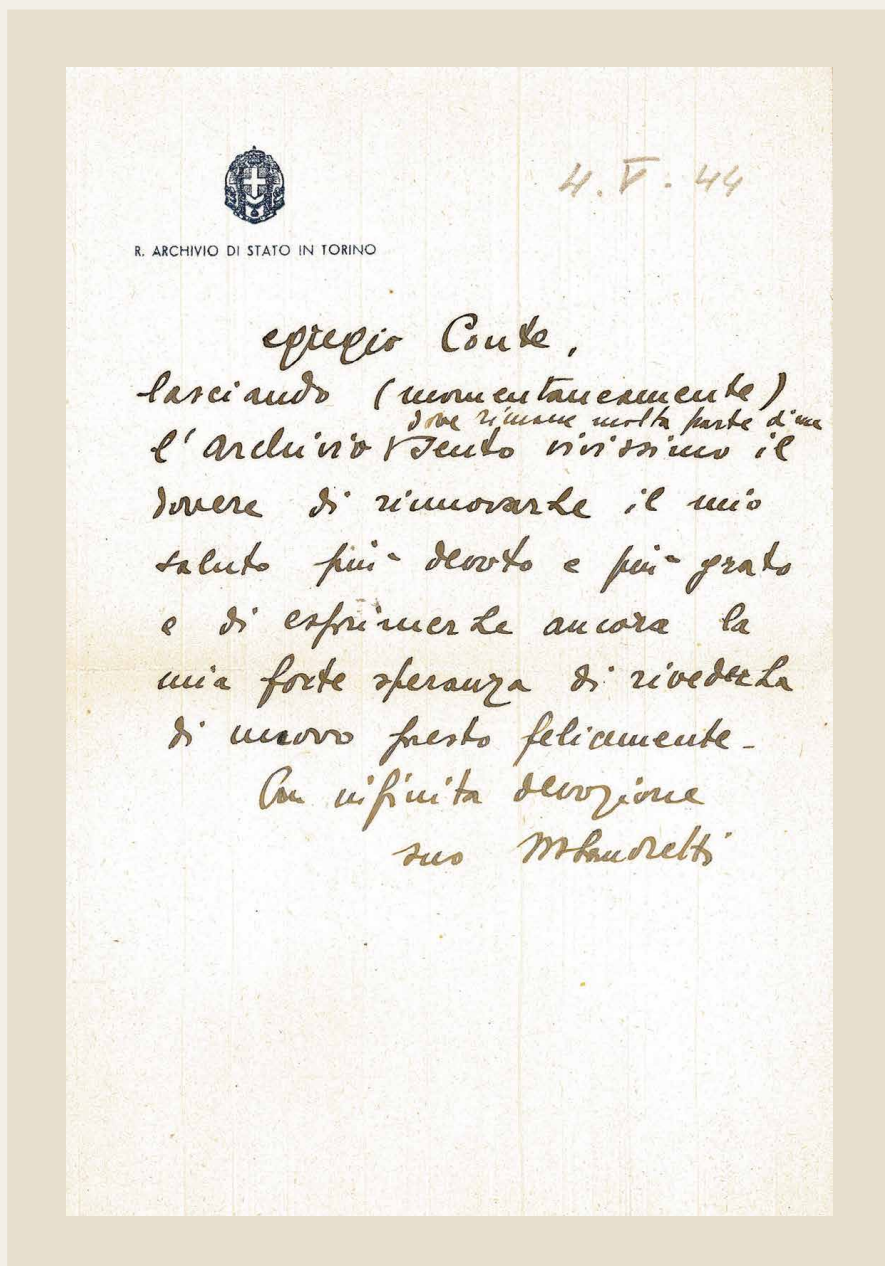 4. V. 44
R. ARCHIVIO DI STATO IN TORINO
egregio Conte,
lasciando (momentaneamente)
dove rimane molta parte di me
l'archivio sento vivissimo il
dovere di rinnovarLe il mio
saluto più devoto e più grato
e di esprimerLe ancora la
mia forte speranza di rivederLa
di nuovo presto felicemente -
Con infinita devozione
suo